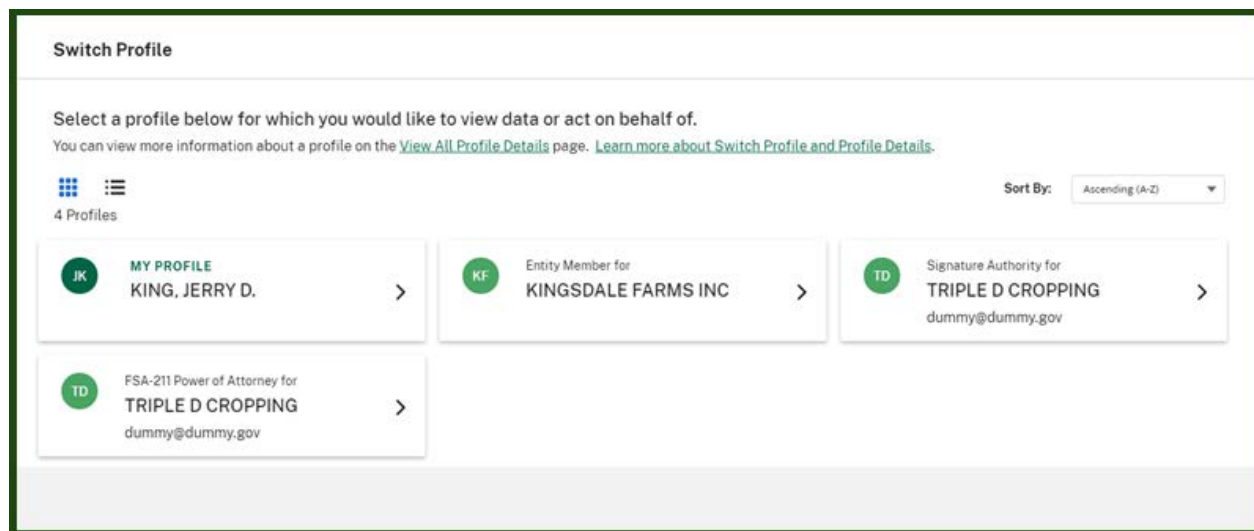 Switch Profile
Select a profile below for which you would like to view data or act on behalf of.
You can view more information about a profile on the View All Profile Details page. Learn more about Switch Profile and Profile Details.
Sort By: Ascending (A-Z)
4 Profiles
JK
MY PROFILE
KING, JERRY D.
KF
Entity Member for
KINGSDALE FARMS INC
TD
Signature Authority for
TRIPLE D CROPPING
dummy@dummy.gov
TD
FSA-211 Power of Attorney for
TRIPLE D CROPPING
dummy@dummy.gov